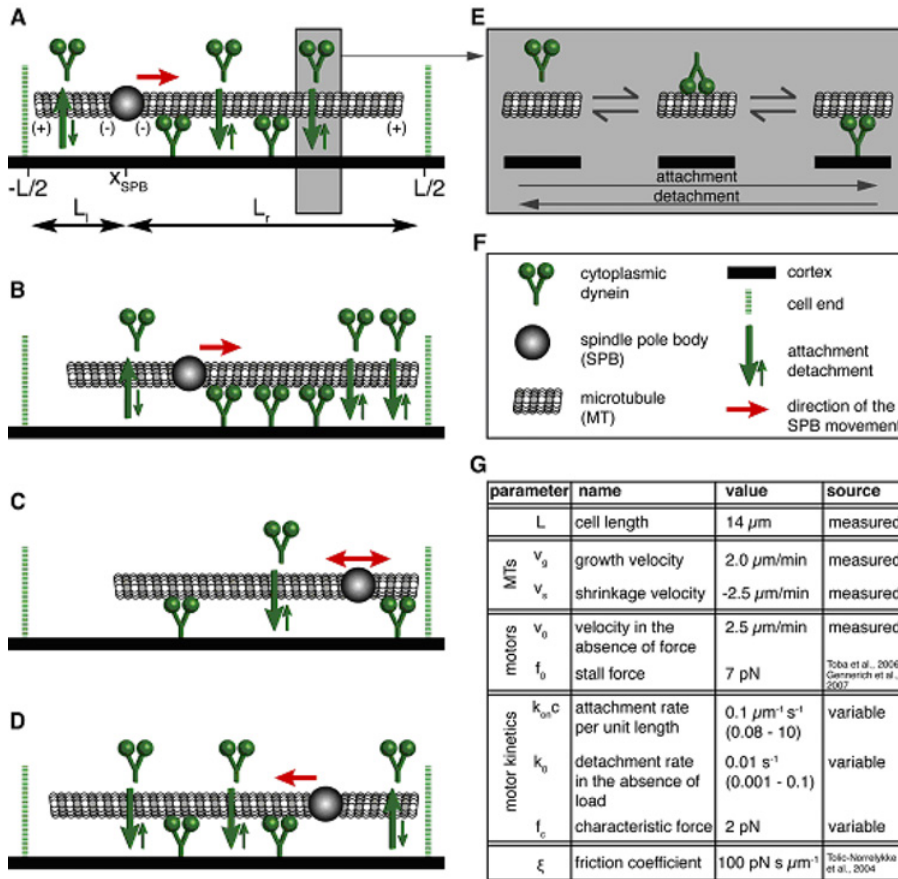 A
(+)
(-)
(-)
(+)
-L/2
xSPB
L/2
Ll
Lr
B
C
D
E
attachment
detachment
F
cytoplasmic
dynein
spindle pole body
(SPB)
microtubule
(MT)
cortex
cell end
attachment
detachment
direction of the
SPB movement
G
parameter name value source
L cell length 14 µm measured
MTs
vg growth velocity 2.0 µm/min measured
vs shrinkage velocity -2.5 µm/min measured
motors
v0 velocity in the 2.5 µm/min measured
absence of force
f0 stall force 7 pN Toba et al., 2006
Gennerich et al.,
2007
motor kinetics
konc attachment rate 0.1 µm⁻¹ s⁻¹ variable
per unit length (0.08 - 10)
k0 detachment rate 0.01 s⁻¹ variable
in the absence of (0.001 - 0.1)
load
fc characteristic force 2 pN variable
ξ friction coefficient 100 pN s µm⁻¹ Tolic-Nørrelykke
et al., 2004